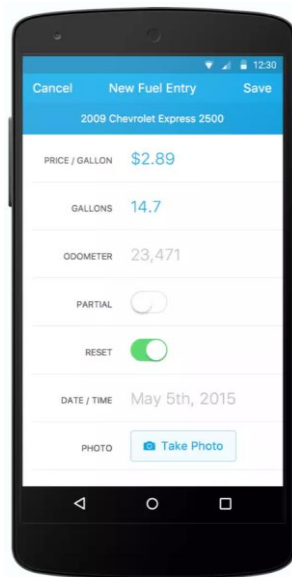 12:30
Cancel New Fuel Entry Save
2009 Chevrolet Express 2500
PRICE / GALLON $2.89
GALLONS 14.7
ODOMETER 23,471
PARTIAL
RESET
DATE / TIME May 5th, 2015
PHOTO Take Photo